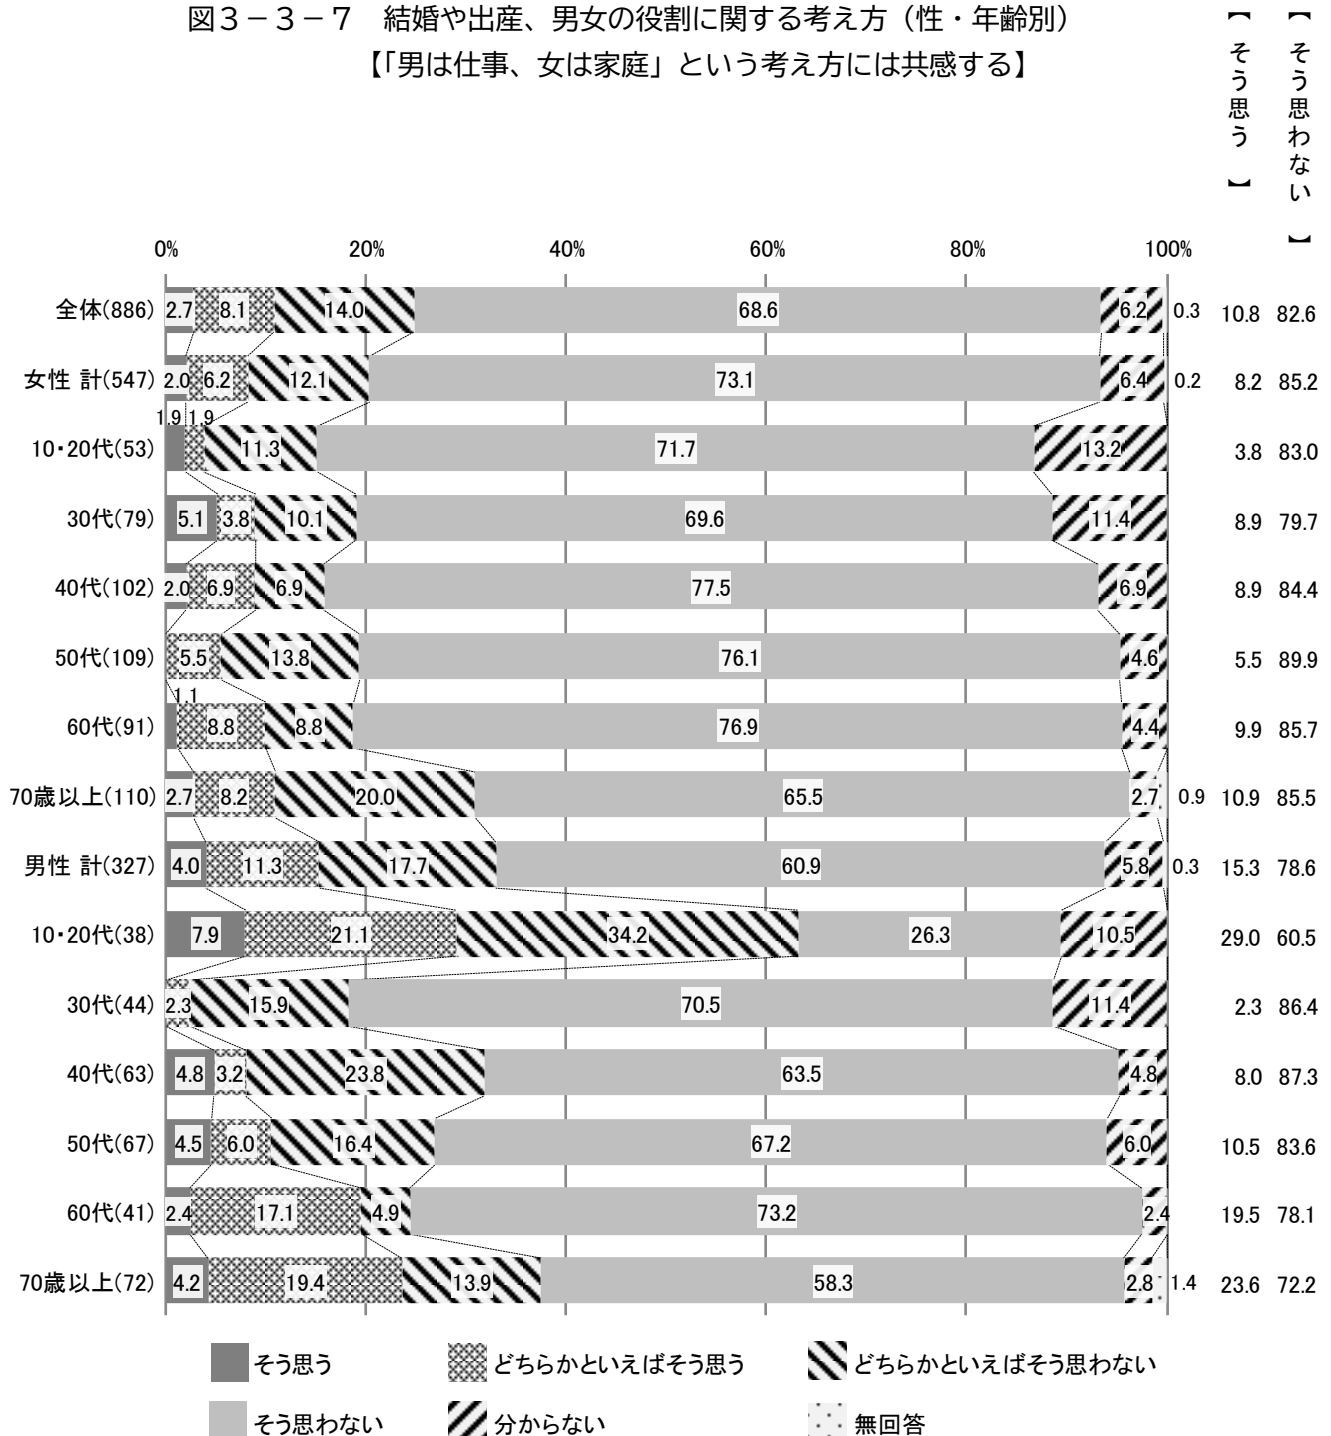 図３－３－７　結婚や出産、男女の役割に関する考え方（性・年齢別）
【「男は仕事、女は家庭」という考え方には共感する】
【そう思う】
【そう思わない】
0% 20% 40% 60% 80% 100%
全体(886) 2.7 8.1 14.0 68.6 6.2 0.3 10.8 82.6
女性 計(547) 2.0 6.2 12.1 73.1 6.4 0.2 8.2 85.2
1.9 1.9
10・20代(53) 11.3 71.7 13.2 3.8 83.0
30代(79) 5.1 3.8 10.1 69.6 11.4 8.9 79.7
40代(102) 2.0 6.9 6.9 77.5 6.9 8.9 84.4
50代(109) 5.5 13.8 76.1 4.6 5.5 89.9
1.1
60代(91) 8.8 8.8 76.9 4.4 9.9 85.7
70歳以上(110) 2.7 8.2 20.0 65.5 2.7 0.9 10.9 85.5
男性 計(327) 4.0 11.3 17.7 60.9 5.8 0.3 15.3 78.6
10・20代(38) 7.9 21.1 34.2 26.3 10.5 29.0 60.5
30代(44) 2.3 15.9 70.5 11.4 2.3 86.4
40代(63) 4.8 3.2 23.8 63.5 4.8 8.0 87.3
50代(67) 4.5 6.0 16.4 67.2 6.0 10.5 83.6
60代(41) 2.4 17.1 4.9 73.2 2.4 19.5 78.1
70歳以上(72) 4.2 19.4 13.9 58.3 2.8 1.4 23.6 72.2
そう思う どちらかといえばそう思う どちらかといえばそう思わない
そう思わない 分からない 無回答